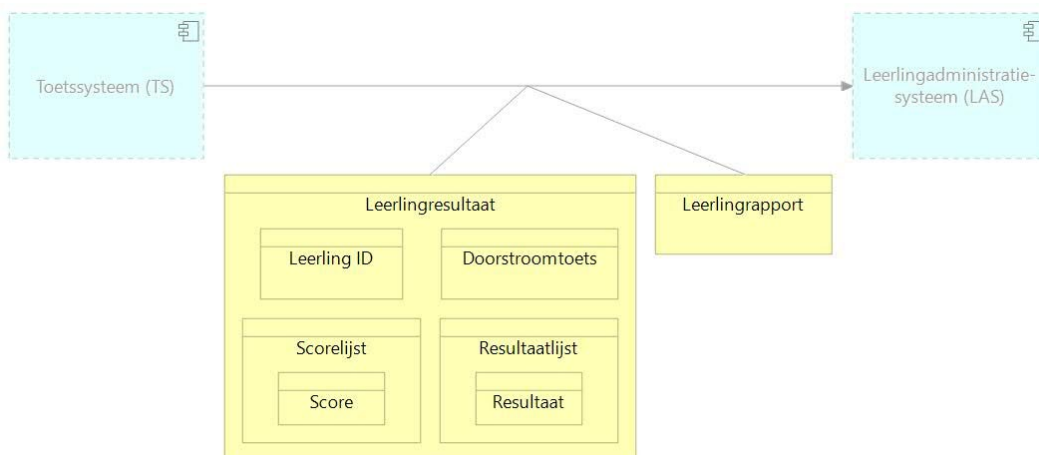 Toetssysteem (TS)
Leerlingadministratie-
systeem (LAS)
Leerlingresultaat
Leerlingrapport
Leerling ID
Doorstroomtoets
Scorelijst
Resultaatlijst
Score
Resultaat